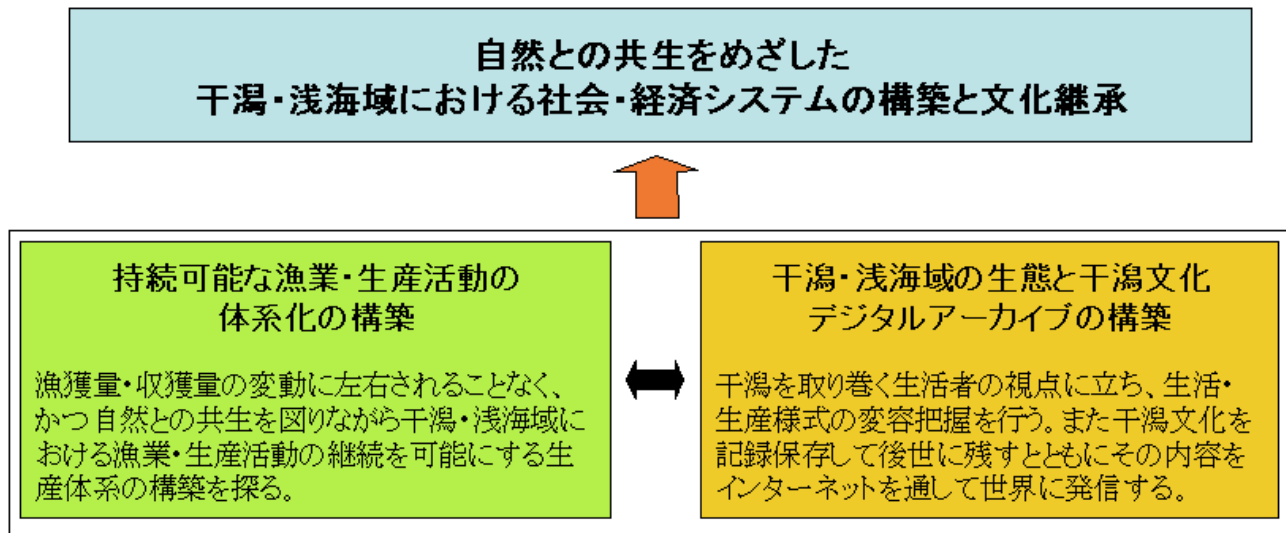 自然との共生をめざした
干潟・浅海域における社会・経済システムの構築と文化継承
持続可能な漁業・生産活動の
体系化の構築
漁獲量・収獲量の変動に左右されることなく、
かつ自然との共生を図りながら干潟・浅海域に
おける漁業・生産活動の継続を可能にする生
産体系の構築を探る。
干潟・浅海域の生態と干潟文化
デジタルアーカイブの構築
干潟を取り巻く生活者の視点に立ち、生活・
生産様式の変容把握を行う。また干潟文化を
記録保存して後世に残すとともにその内容を
インターネットを通して世界に発信する。